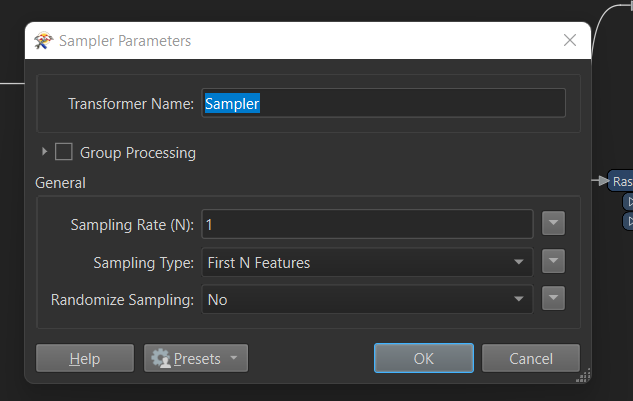 Sampler Parameters
Transformer Name: Sampler
Group Processing
General
Sampling Rate (N): 1
Sampling Type: First N Features
Randomize Sampling: No
Help Presets OK Cancel
Ras